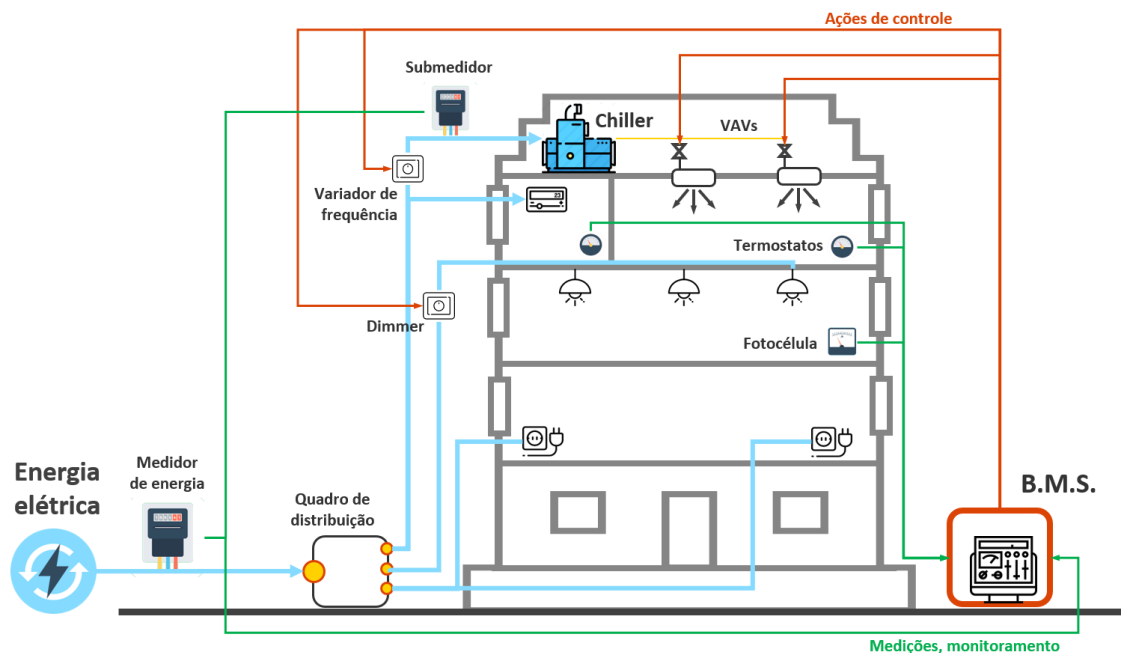 Ações de controle
Submedidor
Chiller
VAVs
Variador de
frequência
23
Termostatos
Dimmer
Fotocélula
Energia
elétrica
Medidor
de energia
Quadro de
distribuição
B.M.S.
Medições, monitoramento